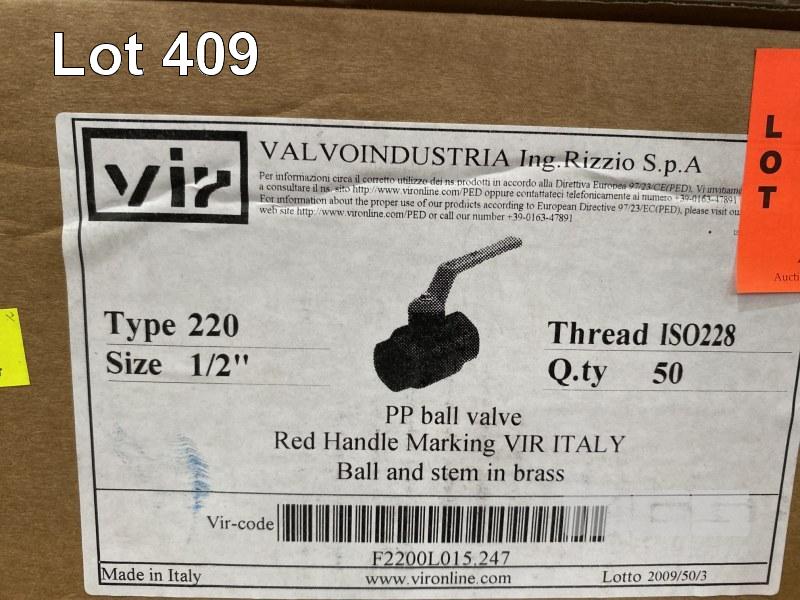 Lot 409
vir
VALVOINDUSTRIA Ing.Rizzio S.p.A
Per informazioni circa il corretto utilizzo dei ns prodotti in accordo alla Direttiva Europea 97/23/CE(PED), Vi invitiamo
a consultare il ns. sito http://www.vironline.com/PED oppure contattateci telefonicamente al numero +39-0163-47891
For information about the proper use of our products according to European Directive 97/23/EC(PED), please visit our
web site http://www.vironline.com/PED or call our number +39-0163-47891
L
O
T
Aucti
Type 220
Thread ISO228
Size 1/2"
Q.ty 50
PP ball valve
Red Handle Marking VIR ITALY
Ball and stem in brass
Vir-code
F2200L015.247
Made in Italy
www.vironline.com
Lotto 2009/50/3